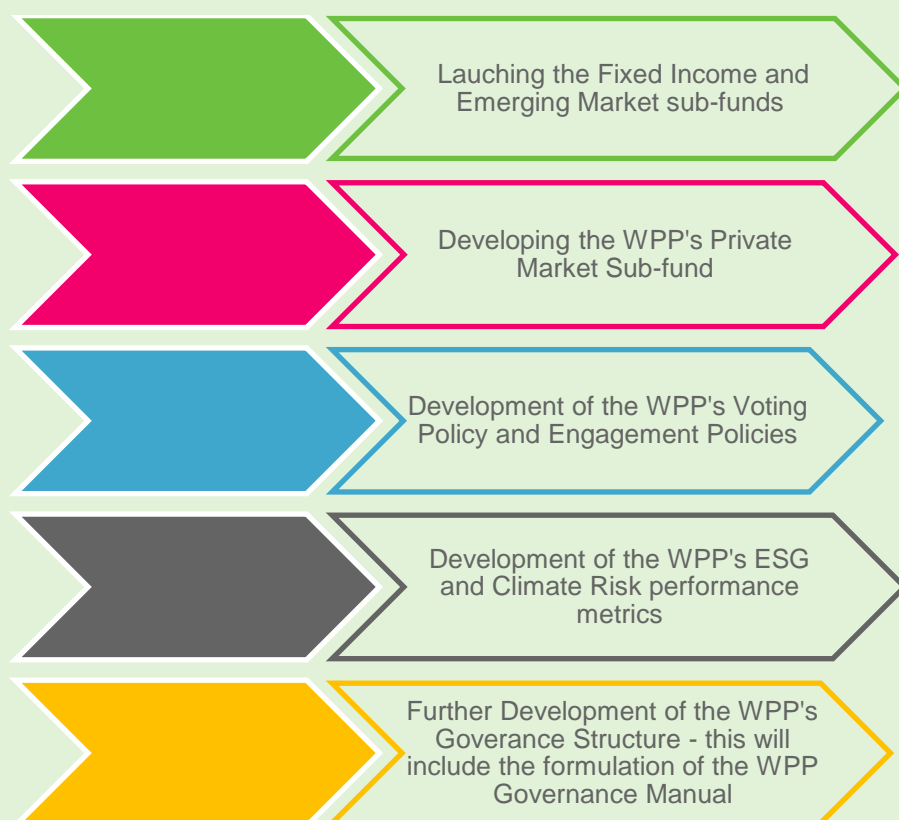 Lauching the Fixed Income and
Emerging Market sub-funds
Developing the WPP's Private
Market Sub-fund
Development of the WPP's Voting
Policy and Engagement Policies
Development of the WPP's ESG
and Climate Risk performance
metrics
Further Development of the WPP's
Goverance Structure - this will
include the formulation of the WPP
Governance Manual